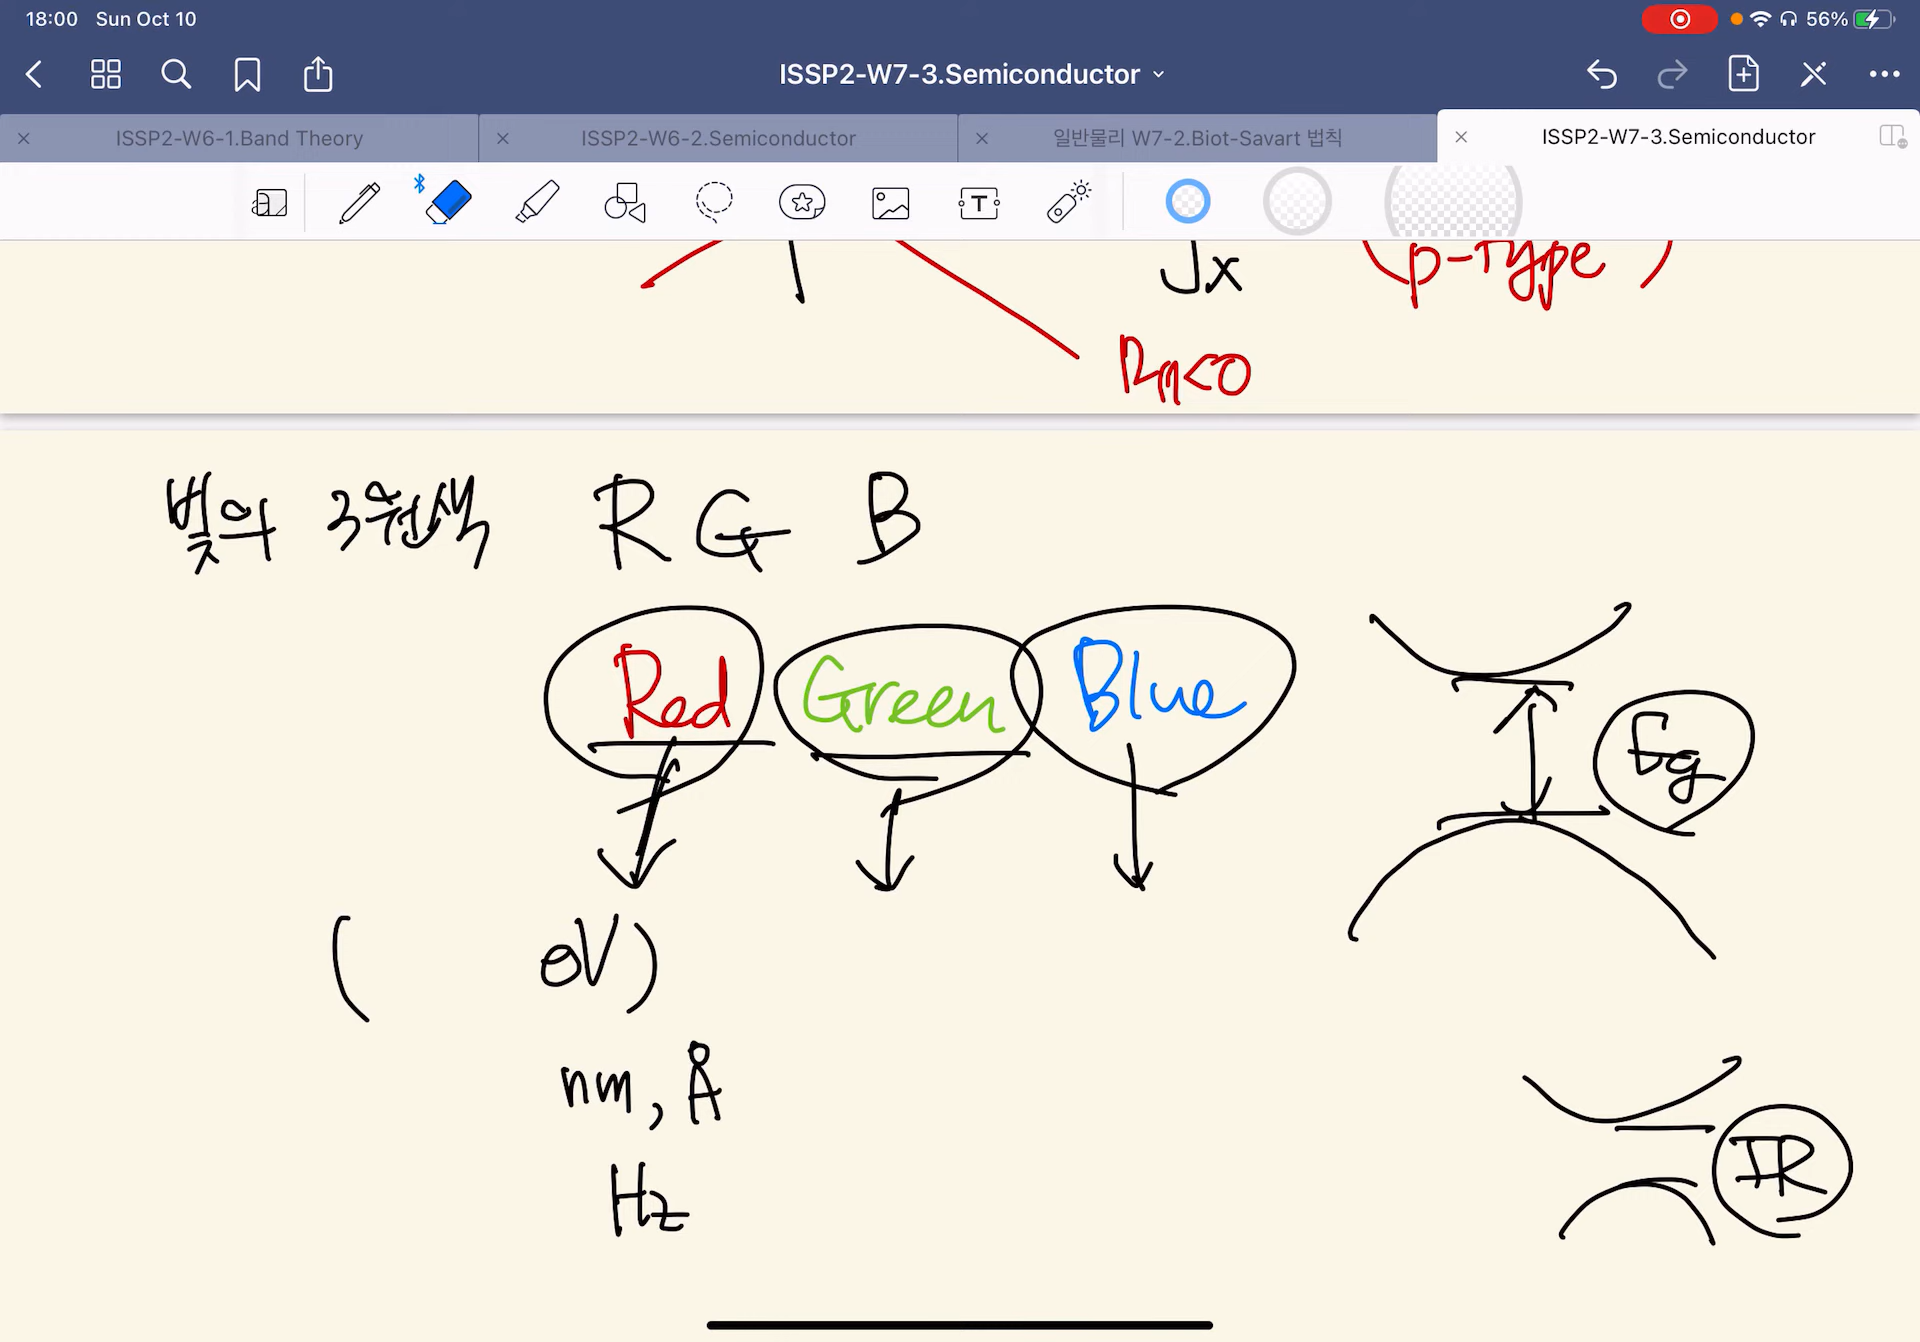 18:00 Sun Oct 10 56%
ISSP2-W7-3.Semiconductor
ISSP2-W6-1.Band Theory
ISSP2-W6-2.Semiconductor
일반물리 W7-2.Biot-Savart 법칙
ISSP2-W7-3.Semiconductor
T
Jx (p-type)
RH<0
빛의 3원색 R G B
Red Green Blue
Eg
( eV)
nm, Å
IR
Hz